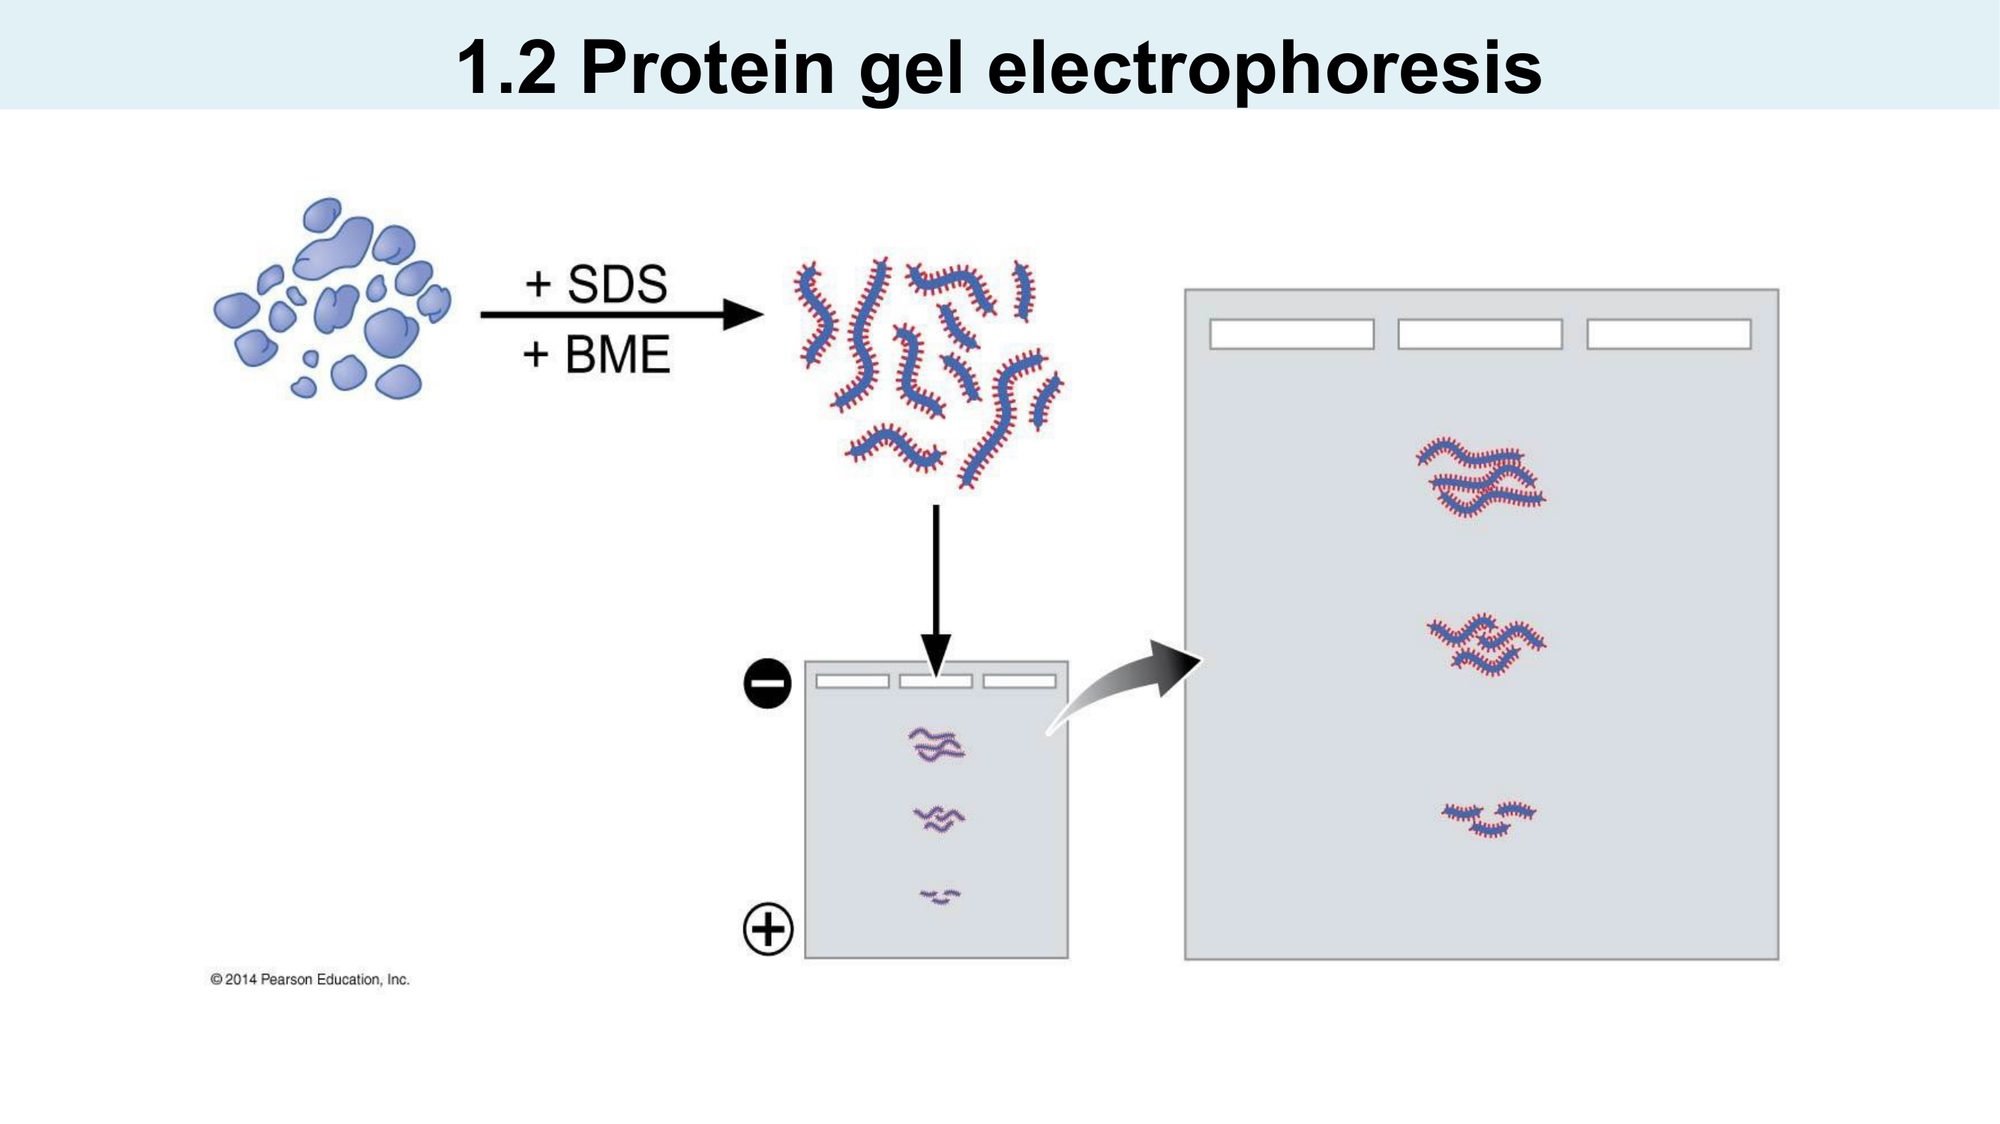 1.2 Protein gel electrophoresis
+ SDS
+ BME
−
+
© 2014 Pearson Education, Inc.